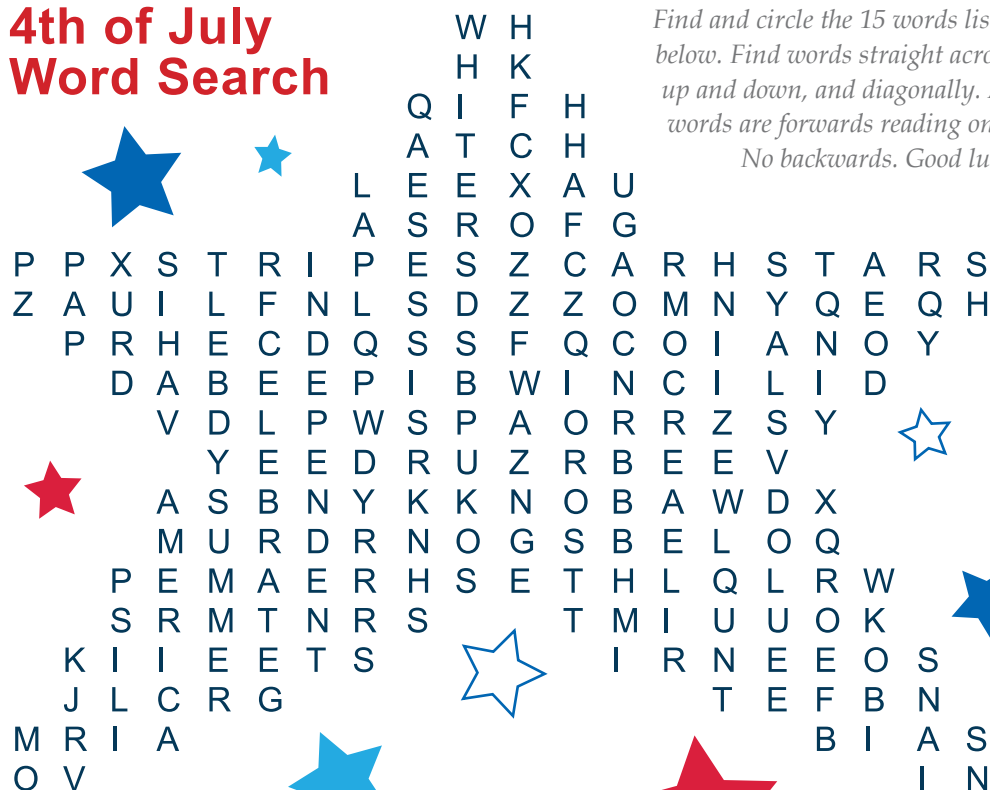 4th of July
Word Search
Find and circle the 15 words lis
below. Find words straight acro
up and down, and diagonally.
words are forwards reading on
No backwards. Good lu
W H
H K
Q I F H
A T C H
L E E X A U
A S R O F G
P P X S T R I P E S Z C A R H S T A R S
Z A U I L F N L S D Z Z O M N Y Q E Q H
P R H E C D Q S S F Q C O I A N O Y
D A B E E P I B W I N C I L I D
V D L P W S P A O R R Z S Y
Y E E D R U Z R B E E V
A S B N Y K K N O B A W D X
M U R D R N O G S B E L O Q
P E M A E R H S E T H L Q L R W
S R M T N R S T M I U U O K
K I I E E T S I R N E E O S
J L C R G T E F B N
M R I A B I A S
O V I N